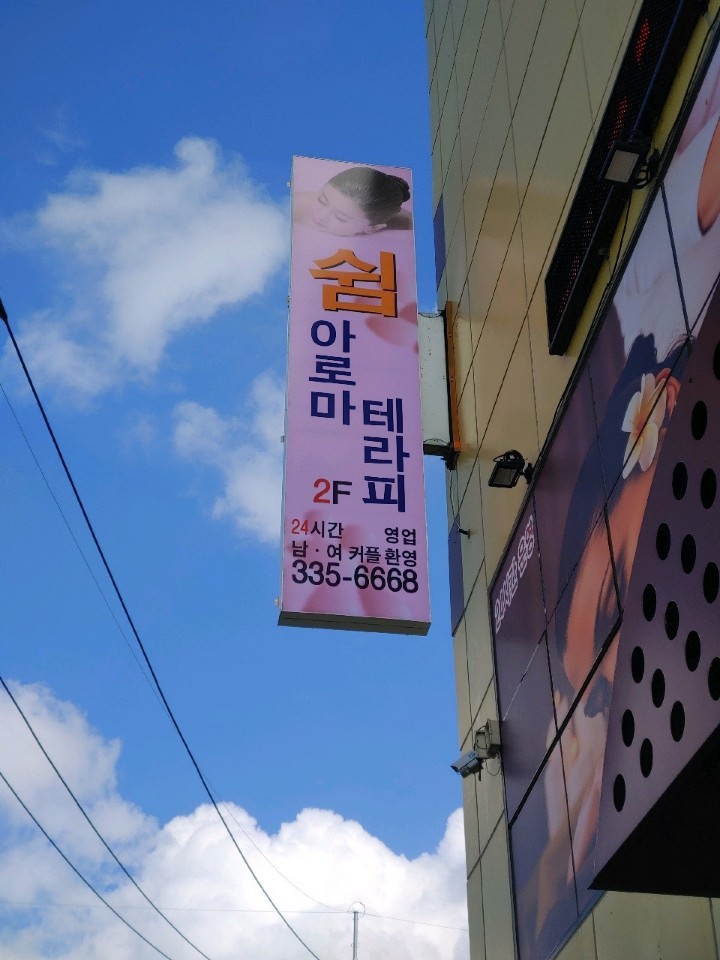 쉼
아로마
테라피
2F
24시간 영업
남·여 커플환영
335-6668